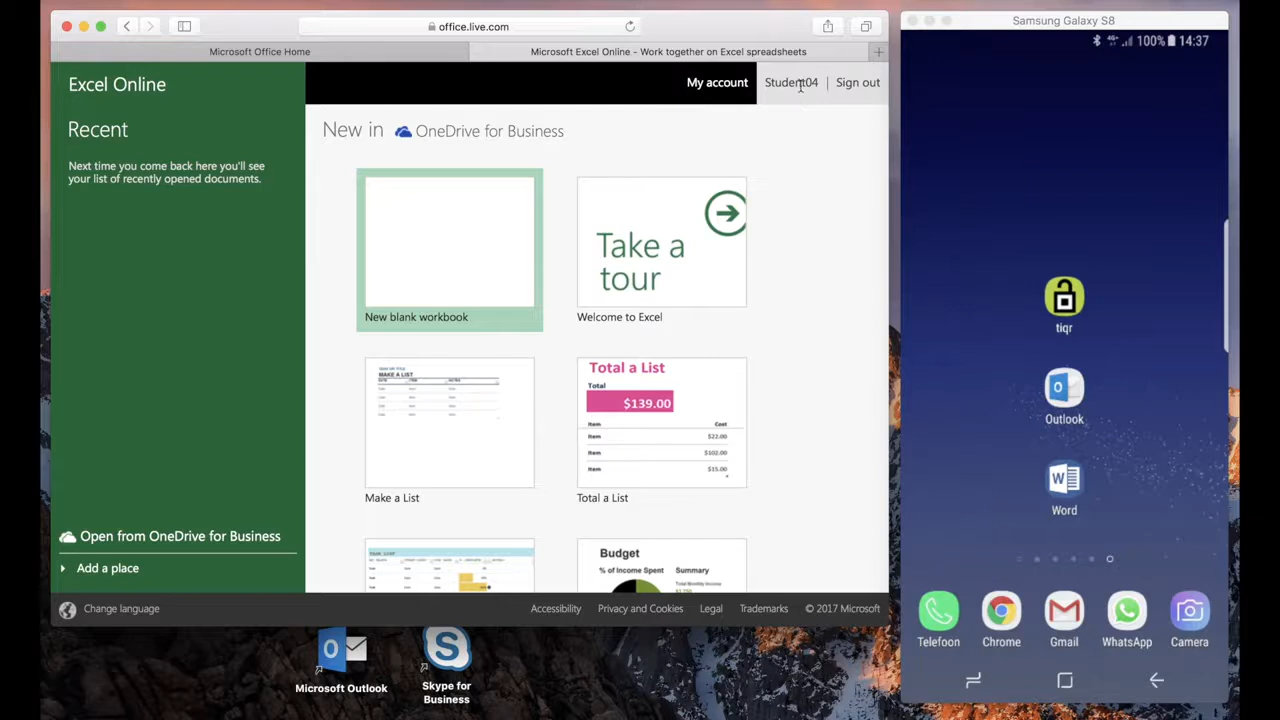 office.live.com
Microsoft Office Home
Microsoft Excel Online - Work together on Excel spreadsheets
Excel Online
My account
Student04
Sign out
Recent
Next time you come back here you'll see
your list of recently opened documents.
New in OneDrive for Business
New blank workbook
Take a
tour
Welcome to Excel
MAKE A LIST
Make a List
Total a List
Total
$139.00
Item Cost
Item $22.00
Item $102.00
Item $15.00
Total a List
Budget
% of Income Spent
Summary
Open from OneDrive for Business
Add a place
Change language
Accessibility
Privacy and Cookies
Legal
Trademarks
© 2017 Microsoft
Microsoft Outlook
Skype for
Business
Samsung Galaxy S8
100% 14:37
tiqr
Outlook
Word
Telefoon
Chrome
Gmail
WhatsApp
Camera